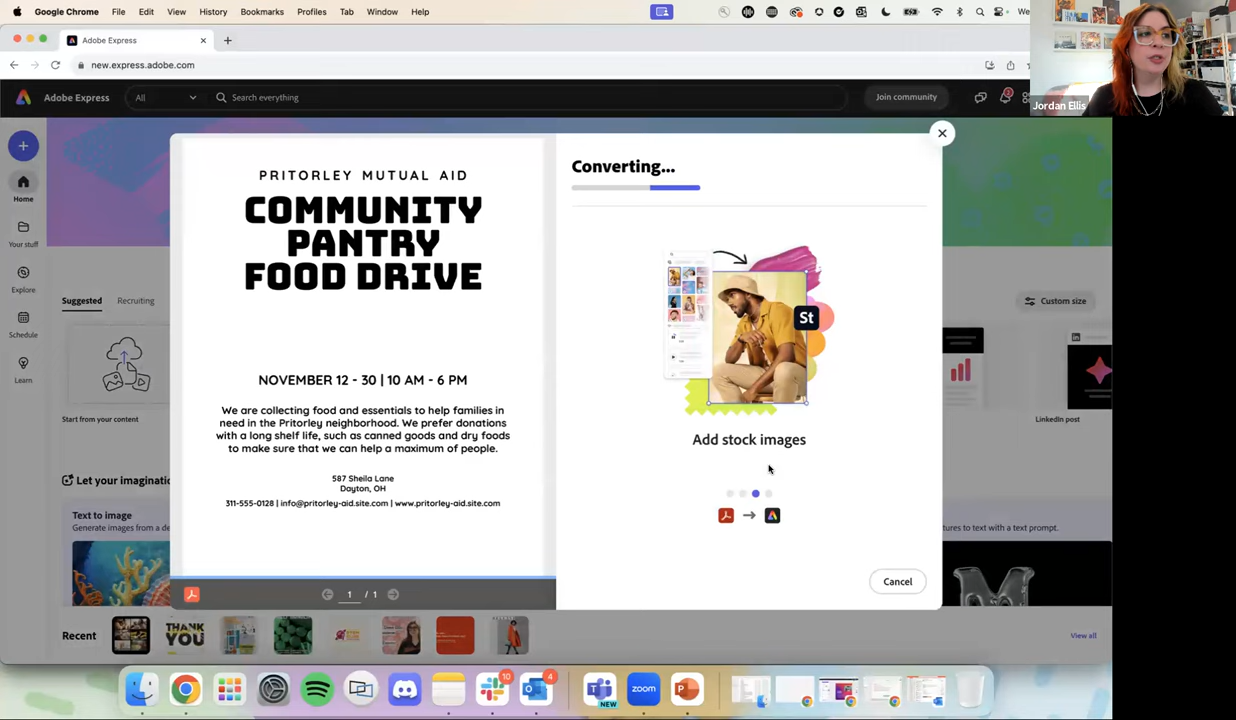 Google Chrome File Edit View History Bookmarks Profiles Tab Window Help We
Adobe Express
new.express.adobe.com
Adobe Express All Search everything Join community 2
Jordan Ellis
Home
Your stuff
Explore
Schedule
Learn
Suggested Recruiting Custom size
Start from your content
LinkedIn post
Let your imaginatio
Text to image
Generate images from a de
tures to text with a text prompt.
Recent View all
PRITORLEY MUTUAL AID
COMMUNITY
PANTRY
FOOD DRIVE
NOVEMBER 12 - 30 | 10 AM - 6 PM
We are collecting food and essentials to help families in
need in the Pritorley neighborhood. We prefer donations
with a long shelf life, such as canned goods and dry foods
to make sure that we can help a maximum of people.
587 Sheila Lane
Dayton, OH
311-555-0128 | info@pritorley-aid.site.com | www.pritorley-aid.site.com
1 / 1
Converting...
St
Add stock images
Cancel
THANK
YOU
10 4
NEW
zoom